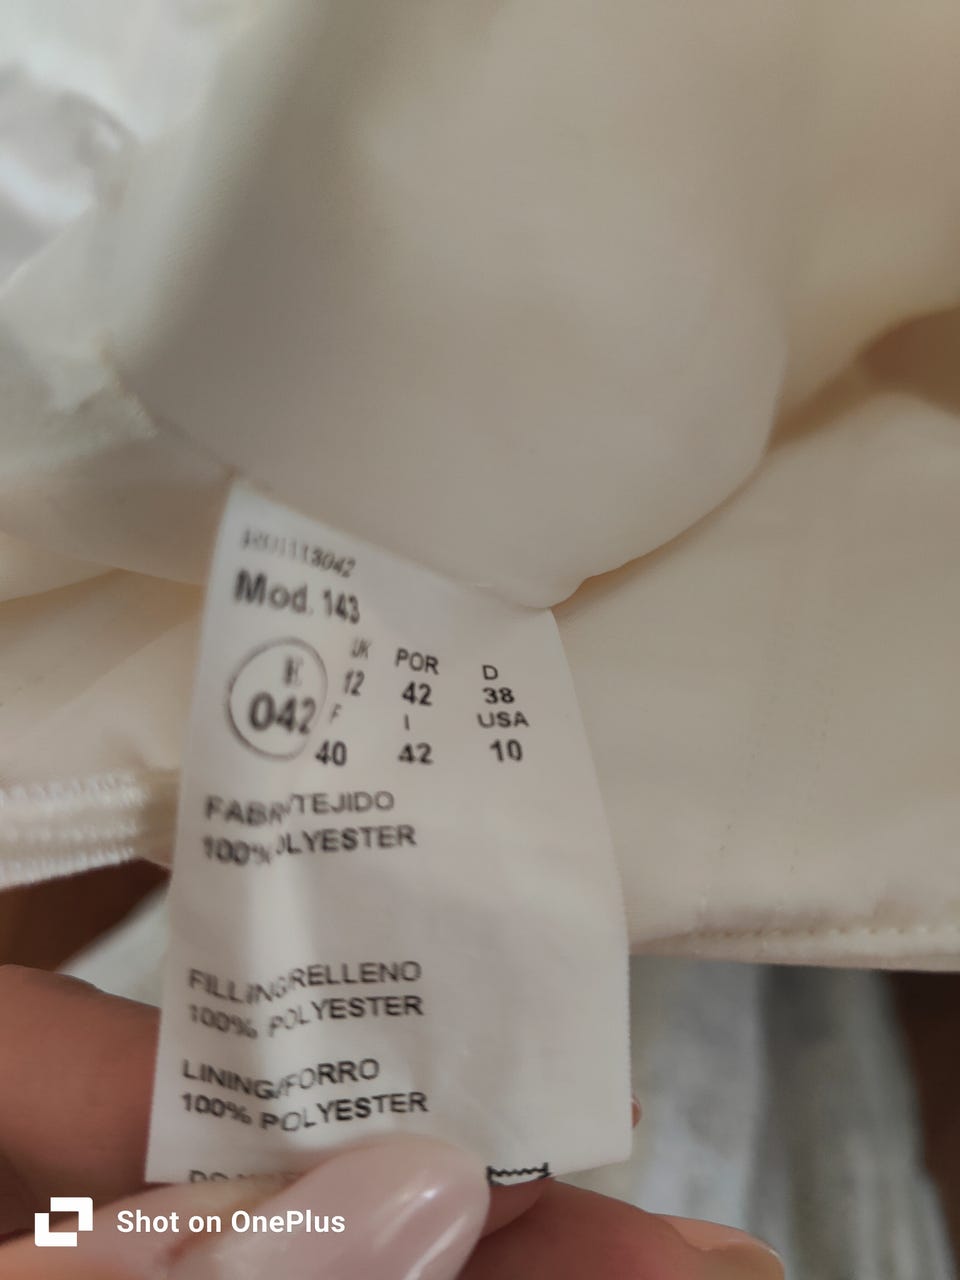 Mod. 143
E UK POR D
042 12 42 38
F I USA
40 42 10
FABR/TEJIDO
100% POLYESTER
FILLING/RELLENO
100% POLYESTER
LINING/FORRO
100% POLYESTER
Shot on OnePlus